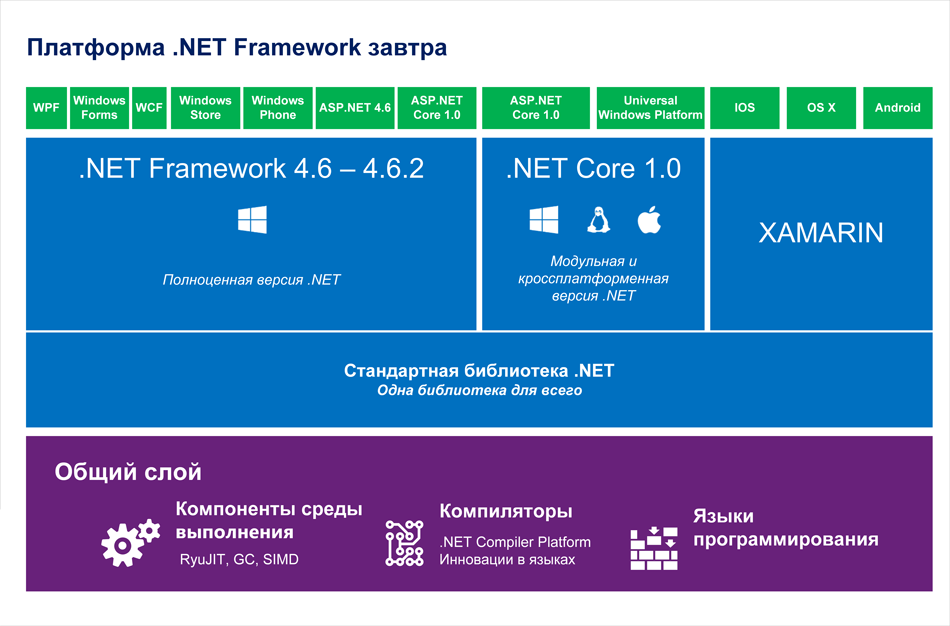 Платформа .NET Framework завтра
WPF
Windows
Forms
WCF
Windows
Store
Windows
Phone
ASP.NET 4.6
ASP.NET
Core 1.0
ASP.NET
Core 1.0
Universal
Windows Platform
IOS
OS X
Android
.NET Framework 4.6 – 4.6.2
Полноценная версия .NET
.NET Core 1.0
Модульная и
кроссплатформенная
версия .NET
XAMARIN
Стандартная библиотека .NET
Одна библиотека для всего
Общий слой
Компоненты среды
выполнения
RyuJIT, GC, SIMD
Компиляторы
.NET Compiler Platform
Инновации в языках
Языки
программирования